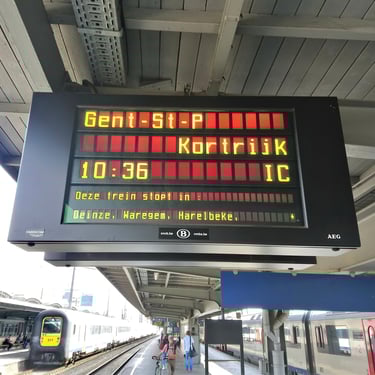 Gent-St-P
Kortrijk
10:36 IC
Deze trein stopt in :
Deinze, Waregem, Harelbeke,
B
AEG